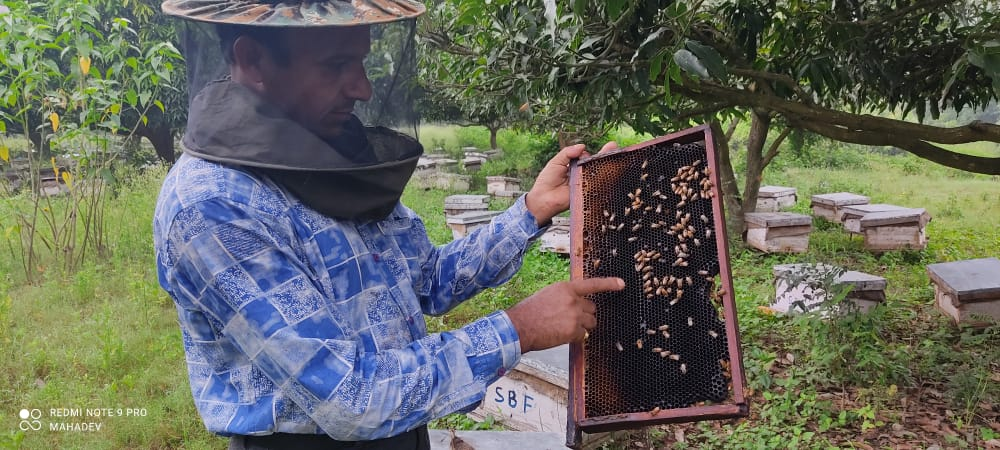 SBF
REDMI NOTE 9 PRO
MAHADEV